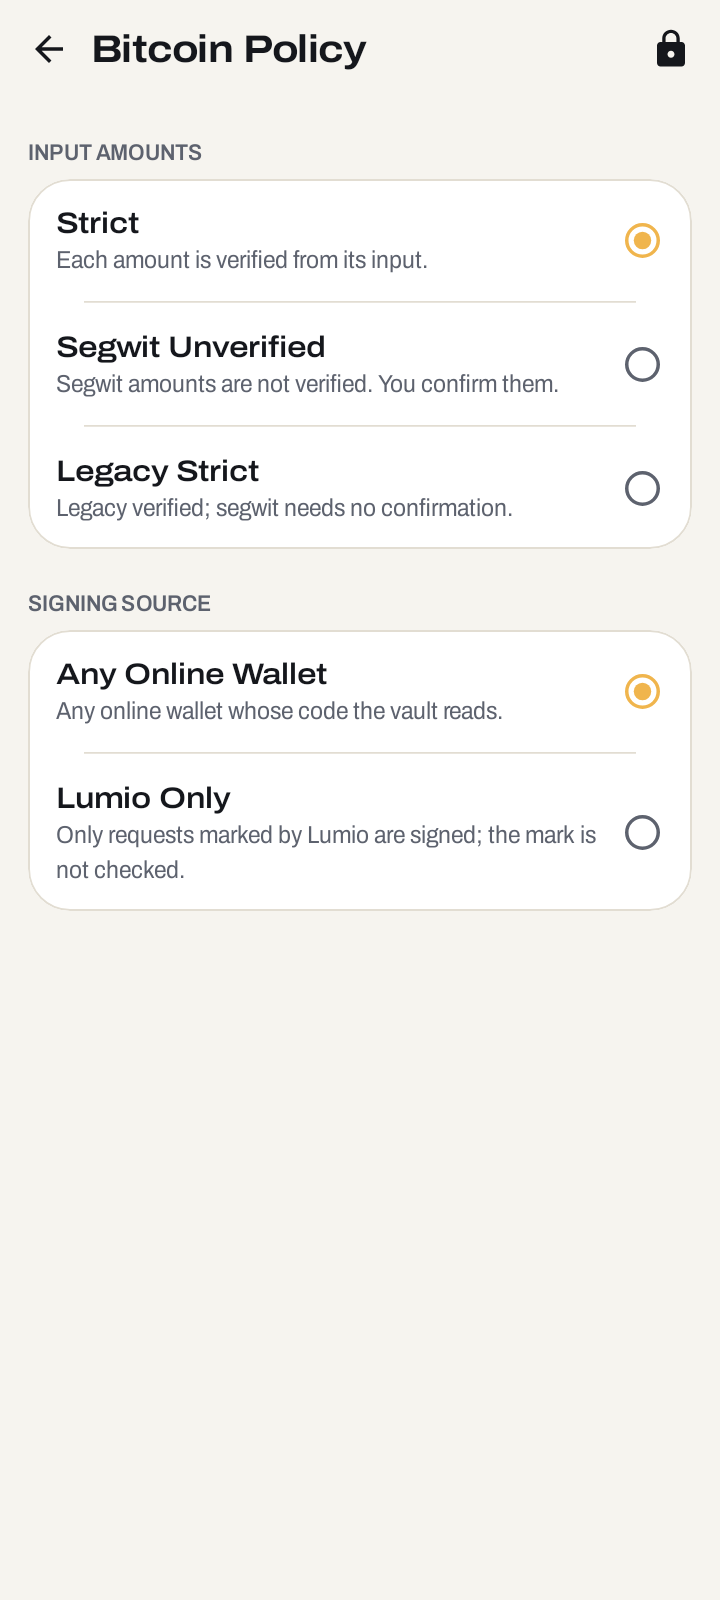 Bitcoin Policy
INPUT AMOUNTS
Strict
Each amount is verified from its input.
Segwit Unverified
Segwit amounts are not verified. You confirm them.
Legacy Strict
Legacy verified; segwit needs no confirmation.
SIGNING SOURCE
Any Online Wallet
Any online wallet whose code the vault reads.
Lumio Only
Only requests marked by Lumio are signed; the mark is
not checked.